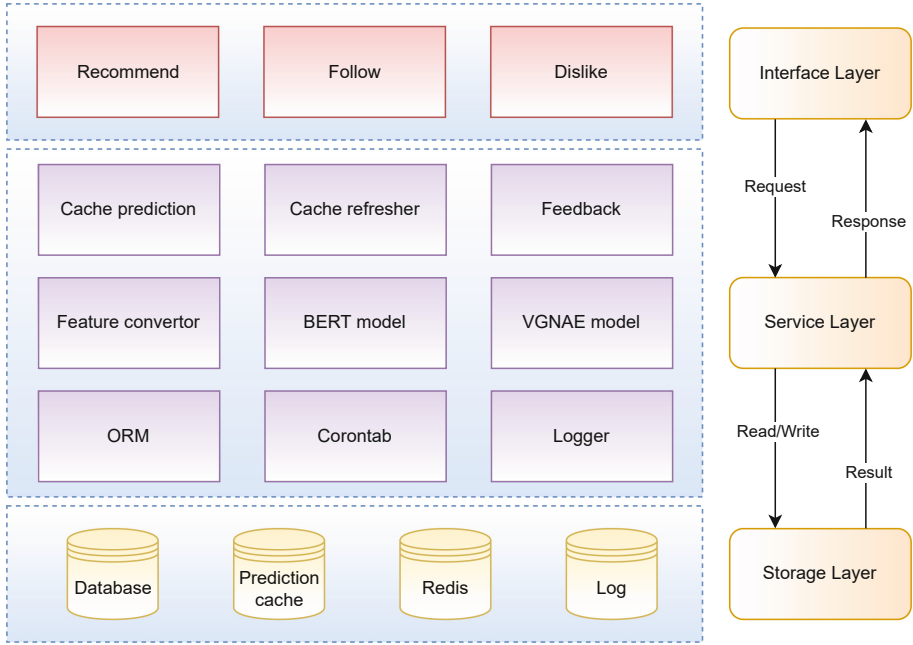 Recommend
Follow
Dislike
Interface Layer
Request
Response
Cache prediction
Cache refresher
Feedback
Feature convertor
BERT model
VGNAE model
Service Layer
ORM
Corontab
Logger
Read/Write
Result
Database
Prediction
cache
Redis
Log
Storage Layer